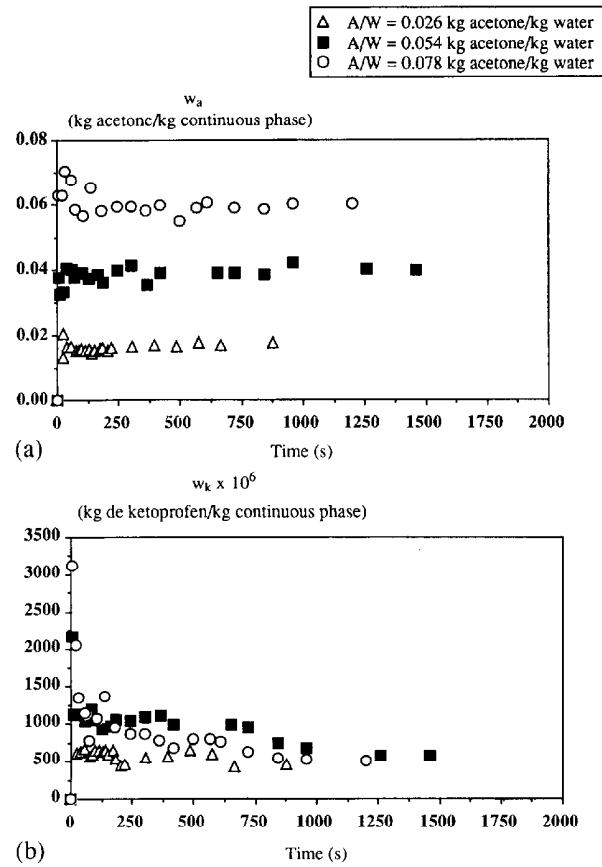 A/W = 0.026 kg acetone/kg water
A/W = 0.054 kg acetone/kg water
A/W = 0.078 kg acetone/kg water
wa
(kg acetone/kg continuous phase)
0.08
0.06
0.04
0.02
0.00
0 250 500 750 1000 1250 1500 1750 2000
(a)
Time (s)
wk x 10⁶
(kg de ketoprofen/kg continuous phase)
3500
3000
2500
2000
1500
1000
500
0
0 250 500 750 1000 1250 1500 1750 2000
(b)
Time (s)